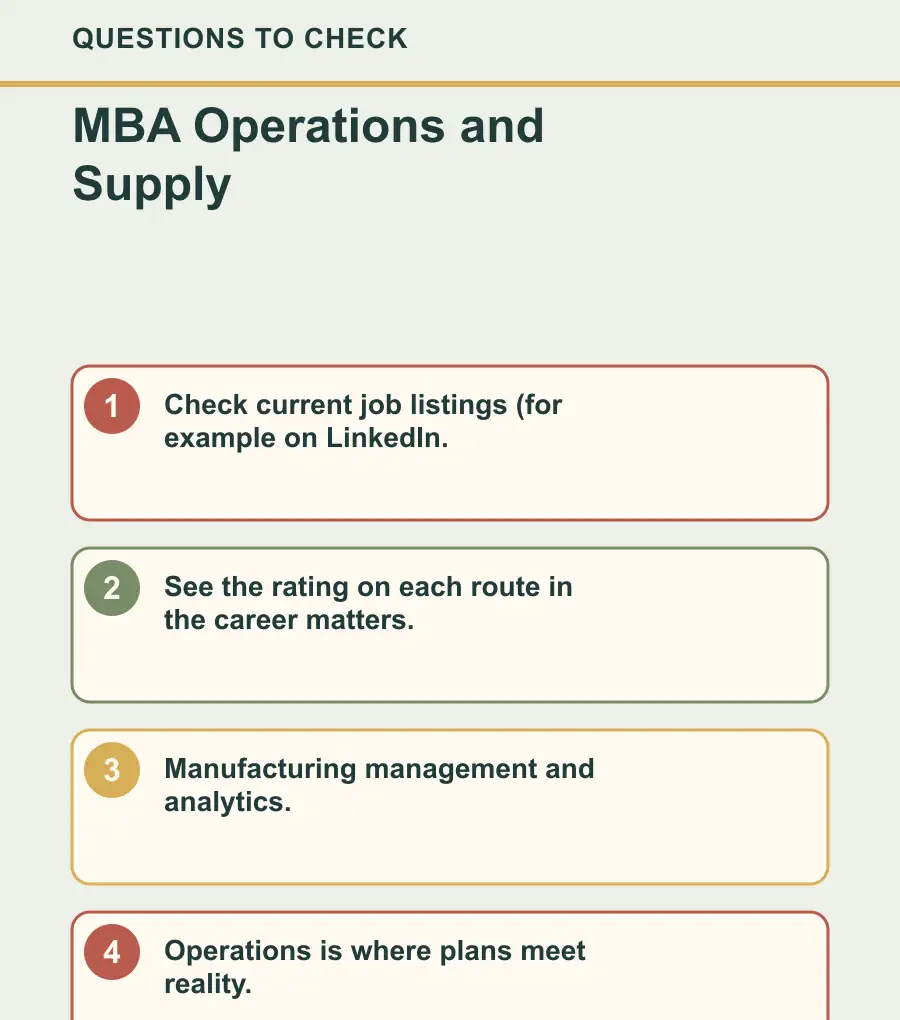 QUESTIONS TO CHECK
MBA Operations and
Supply
1
Check current job listings (for
example on LinkedIn.
2
See the rating on each route in
the career matters.
3
Manufacturing management and
analytics.
4
Operations is where plans meet
reality.